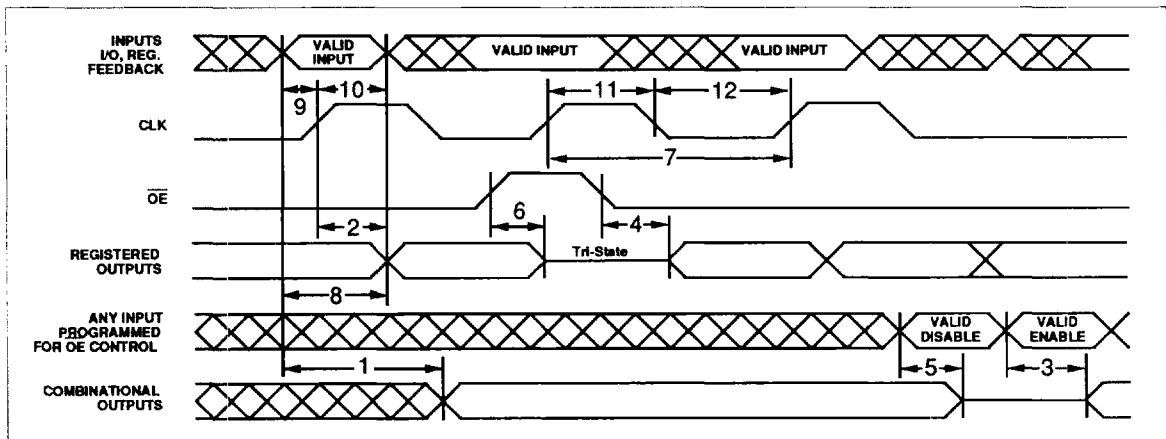 INPUTS
I/O, REG.
FEEDBACK
VALID
INPUT
VALID INPUT
VALID INPUT
9
10
11
12
CLK
7
OE
6
4
2
REGISTERED
OUTPUTS
Tri-State
8
ANY INPUT
PROGRAMMED
FOR OE CONTROL
VALID
DISABLE
VALID
ENABLE
1
5
3
COMBINATIONAL
OUTPUTS